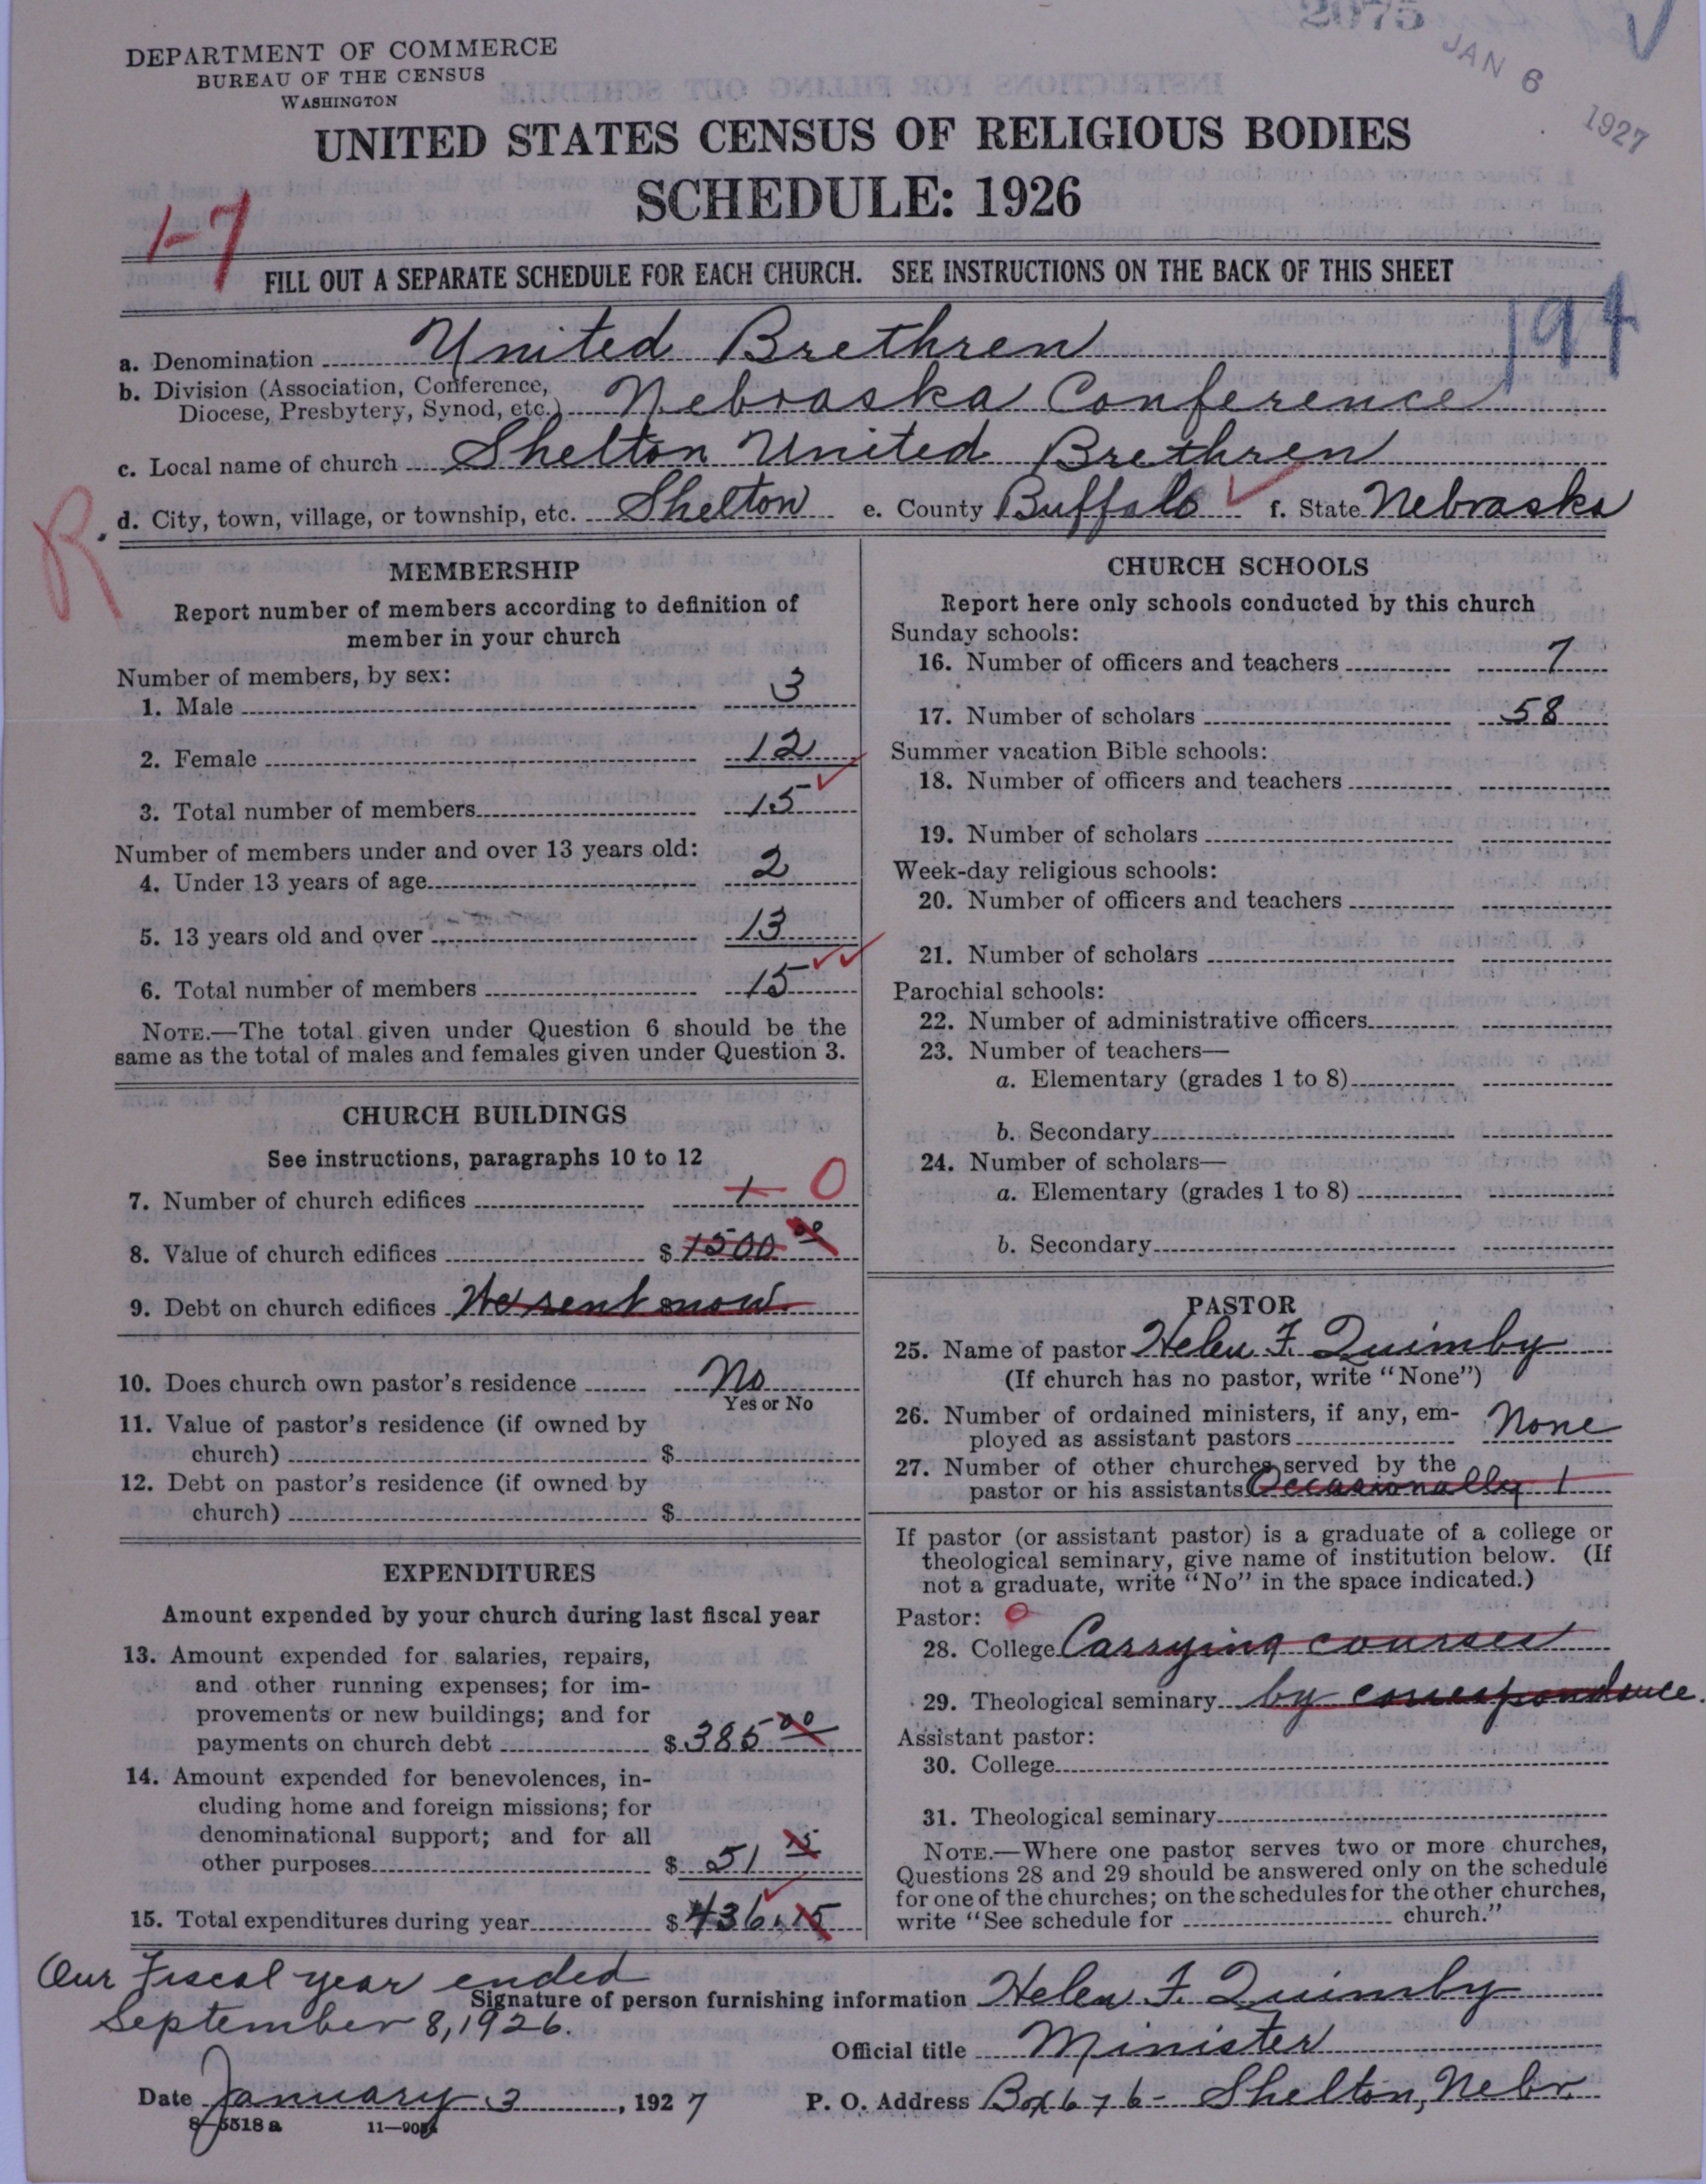 2075
JAN 6 1927
DEPARTMENT OF COMMERCE
BUREAU OF THE CENSUS
WASHINGTON
UNITED STATES CENSUS OF RELIGIOUS BODIES
SCHEDULE: 1926
1-7
FILL OUT A SEPARATE SCHEDULE FOR EACH CHURCH. SEE INSTRUCTIONS ON THE BACK OF THIS SHEET
194
a. Denomination United Brethren
b. Division (Association, Conference,
Diocese, Presbytery, Synod, etc.) Nebraska Conference
c. Local name of church Shelton United Brethren
R. d. City, town, village, or township, etc. Shelton e. County Buffalo f. State Nebraska
MEMBERSHIP
Report number of members according to definition of
member in your church
Number of members, by sex:
1. Male 3
2. Female 12
3. Total number of members 15
Number of members under and over 13 years old:
4. Under 13 years of age 2
5. 13 years old and over 13
6. Total number of members 15
NOTE.—The total given under Question 6 should be the
same as the total of males and females given under Question 3.
CHURCH BUILDINGS
See instructions, paragraphs 10 to 12
7. Number of church edifices 1 0
8. Value of church edifices $ 1500 00
9. Debt on church edifices We rent now.
10. Does church own pastor's residence No
Yes or No
11. Value of pastor's residence (if owned by
church) $
12. Debt on pastor's residence (if owned by
church) $
EXPENDITURES
Amount expended by your church during last fiscal year
13. Amount expended for salaries, repairs,
and other running expenses; for im-
provements or new buildings; and for
payments on church debt $ 385 00
14. Amount expended for benevolences, in-
cluding home and foreign missions; for
denominational support; and for all
other purposes $ 51 15
15. Total expenditures during year $ 436.15
CHURCH SCHOOLS
Report here only schools conducted by this church
Sunday schools:
16. Number of officers and teachers 7
17. Number of scholars 58
Summer vacation Bible schools:
18. Number of officers and teachers
19. Number of scholars
Week-day religious schools:
20. Number of officers and teachers
21. Number of scholars
Parochial schools:
22. Number of administrative officers
23. Number of teachers—
a. Elementary (grades 1 to 8)
b. Secondary
24. Number of scholars—
a. Elementary (grades 1 to 8)
b. Secondary
PASTOR
25. Name of pastor Helen F. Quimby
(If church has no pastor, write "None")
26. Number of ordained ministers, if any, em-
ployed as assistant pastors None
27. Number of other churches served by the
pastor or his assistants Occasionally 1
If pastor (or assistant pastor) is a graduate of a college or
theological seminary, give name of institution below. (If
not a graduate, write "No" in the space indicated.)
Pastor: 0
28. College Carrying courses
29. Theological seminary by correspondence.
Assistant pastor:
30. College
31. Theological seminary
NOTE.—Where one pastor serves two or more churches,
Questions 28 and 29 should be answered only on the schedule
for one of the churches; on the schedules for the other churches,
write "See schedule for church."
Our Fiscal year ended
September 8, 1926.
Signature of person furnishing information Helen F. Quimby
Official title Minister
Date January 3, 1927 P. O. Address Box 676 - Shelton, Nebr.
8-5518 a